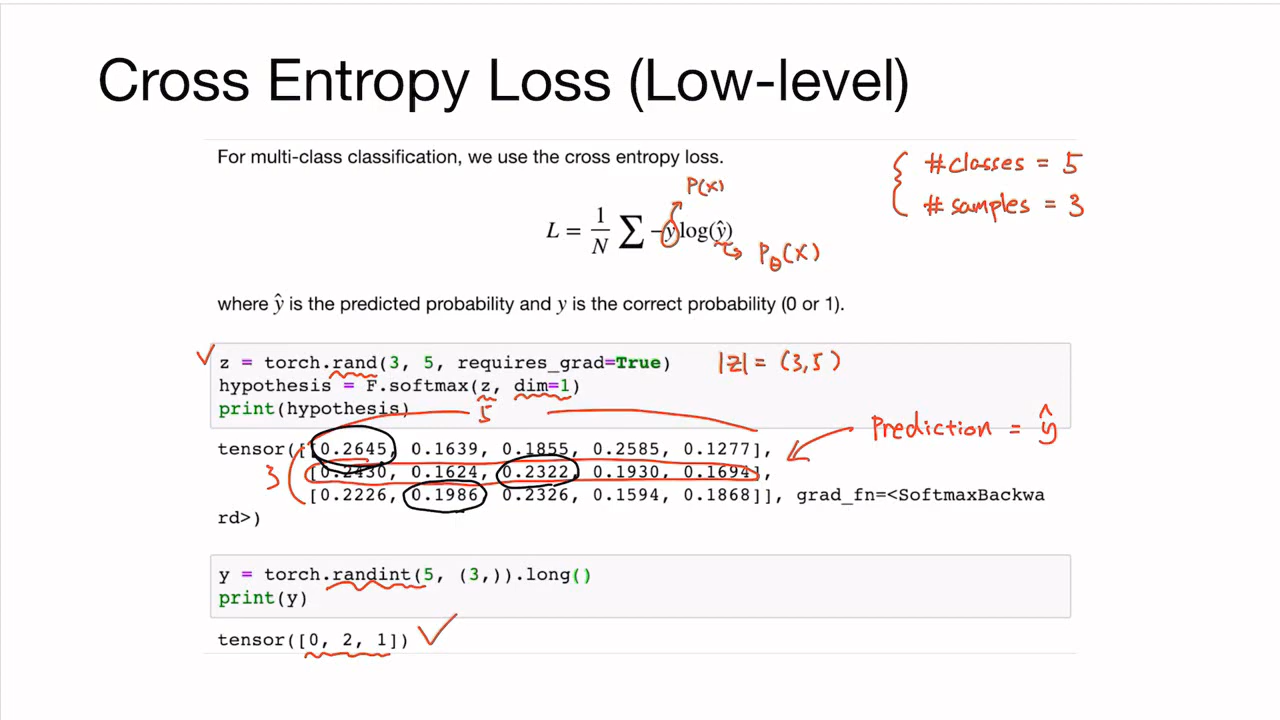 Cross Entropy Loss (Low-level)
For multi-class classification, we use the cross entropy loss.
#classes = 5
# samples = 3
P(x)
L = 1/N ∑ −y log(ŷ)
Pθ(x)
where ŷ is the predicted probability and y is the correct probability (0 or 1).
z = torch.rand(3, 5, requires_grad=True) |z| = (3,5)
hypothesis = F.softmax(z, dim=1)
print(hypothesis)
5
Prediction = ŷ
tensor([[0.2645, 0.1639, 0.1855, 0.2585, 0.1277],
3 [0.2430, 0.1624, 0.2322, 0.1930, 0.1694],
[0.2226, 0.1986, 0.2326, 0.1594, 0.1868]], grad_fn=<SoftmaxBackwa
rd>)
y = torch.randint(5, (3,)).long()
print(y)
tensor([0, 2, 1])